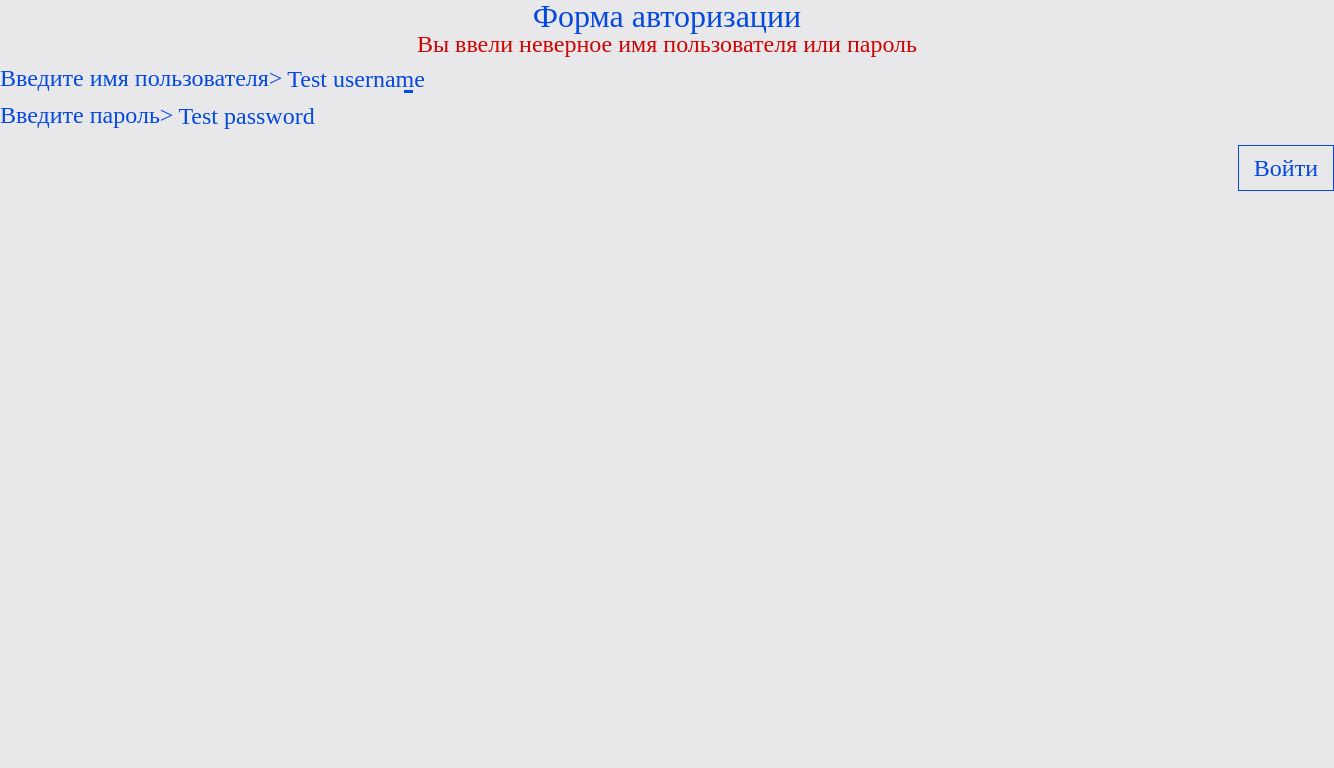 Форма авторизации
Вы ввели неверное имя пользователя или пароль
Введите имя пользователя> Test username
Введите пароль> Test password
Войти